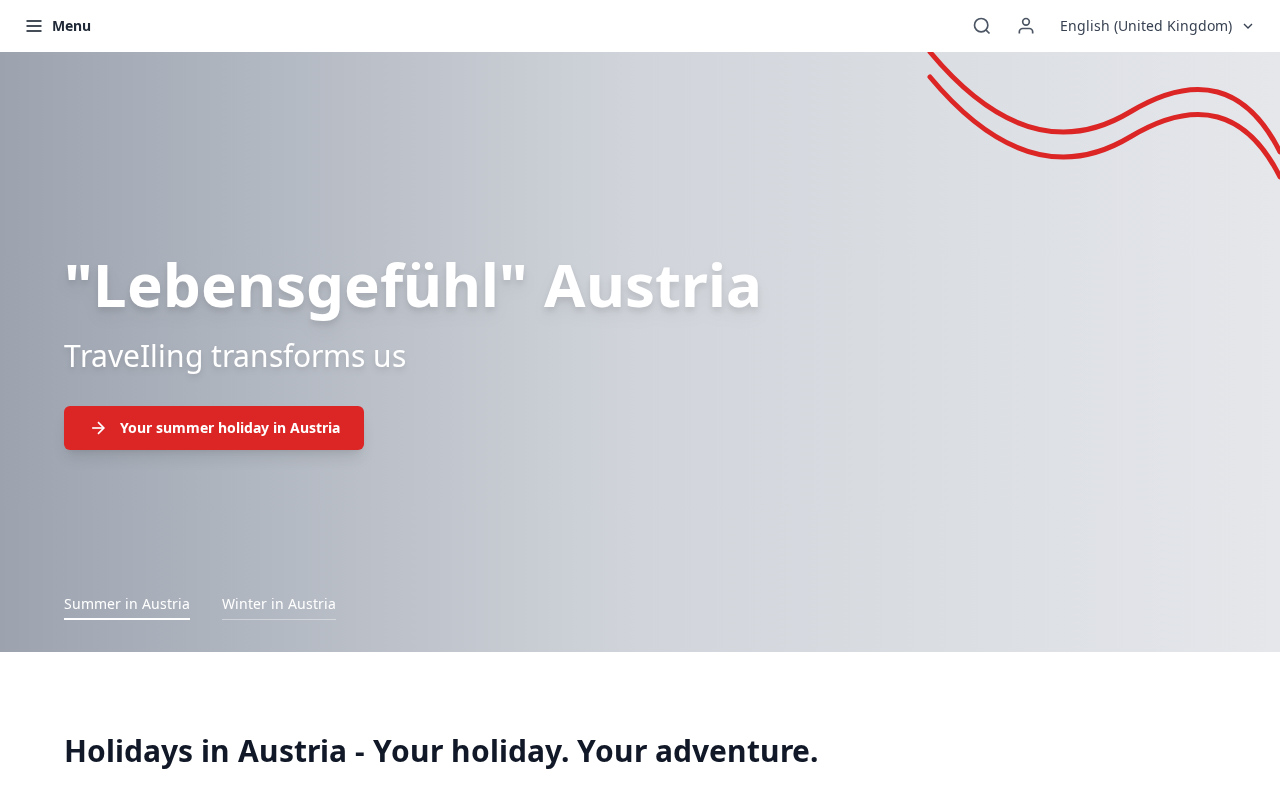 Menu
English (United Kingdom)
"Lebensgefühl" Austria
TraveIling transforms us
Your summer holiday in Austria
Summer in Austria
Winter in Austria
Holidays in Austria - Your holiday. Your adventure.